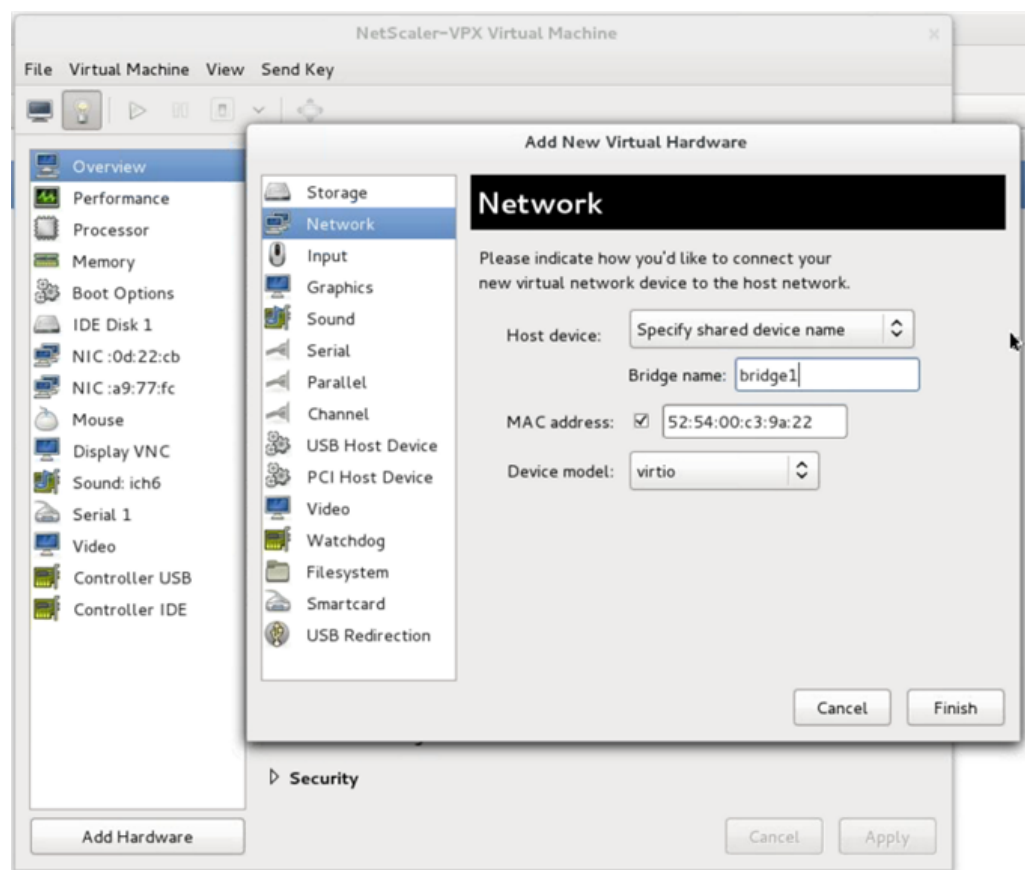 NetScaler-VPX Virtual Machine
File Virtual Machine View Send Key
Overview
Performance
Processor
Memory
Boot Options
IDE Disk 1
NIC :0d:22:cb
NIC :a9:77:fc
Mouse
Display VNC
Sound: ich6
Serial 1
Video
Controller USB
Controller IDE
Add Hardware
Add New Virtual Hardware
Storage
Network
Input
Graphics
Sound
Serial
Parallel
Channel
USB Host Device
PCI Host Device
Video
Watchdog
Filesystem
Smartcard
USB Redirection
Network
Please indicate how you'd like to connect your
new virtual network device to the host network.
Host device: Specify shared device name
Bridge name: bridge1
MAC address: 52:54:00:c3:9a:22
Device model: virtio
Cancel Finish
Security
Cancel Apply